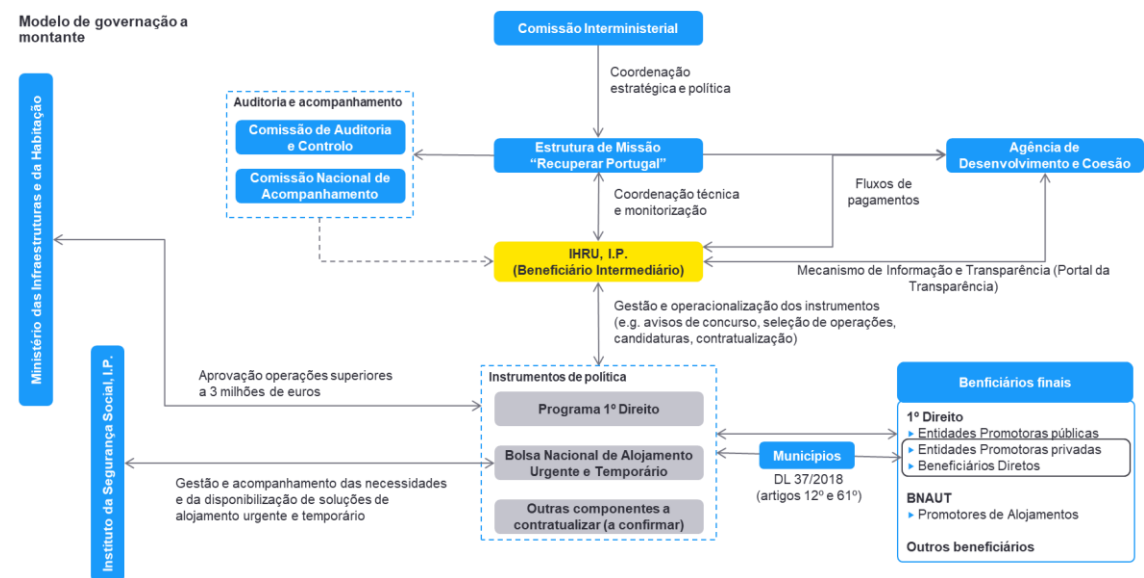 Modelo de governação a
montante
Comissão Interministerial
Coordenação
estratégica e política
Ministério das Infraestruturas e da Habitação
Auditoria e acompanhamento
Comissão de Auditoria
e Controlo
Comissão Nacional de
Acompanhamento
Estrutura de Missão
“Recuperar Portugal”
Agência de
Desenvolvimento e Coesão
Fluxos de
pagamentos
Coordenação técnica
e monitorização
IHRU, I.P.
(Beneficiário Intermediário)
Mecanismo de Informação e Transparência (Portal da
Transparência)
Gestão e operacionalização dos instrumentos
(e.g. avisos de concurso, seleção de operações,
candidaturas, contratualização)
Instituto da Segurança Social, I.P.
Aprovação operações superiores
a 3 milhões de euros
Instrumentos de política
Programa 1º Direito
Bolsa Nacional de Alojamento
Urgente e Temporário
Outras componentes a
contratualizar (a confirmar)
Gestão e acompanhamento das necessidades
e da disponibilização de soluções de
alojamento urgente e temporário
Municípios
DL 37/2018
(artigos 12º e 61º)
Benficiários finais
1º Direito
▸ Entidades Promotoras públicas
▸ Entidades Promotoras privadas
▸ Beneficiários Diretos
BNAUT
▸ Promotores de Alojamentos
Outros beneficiários